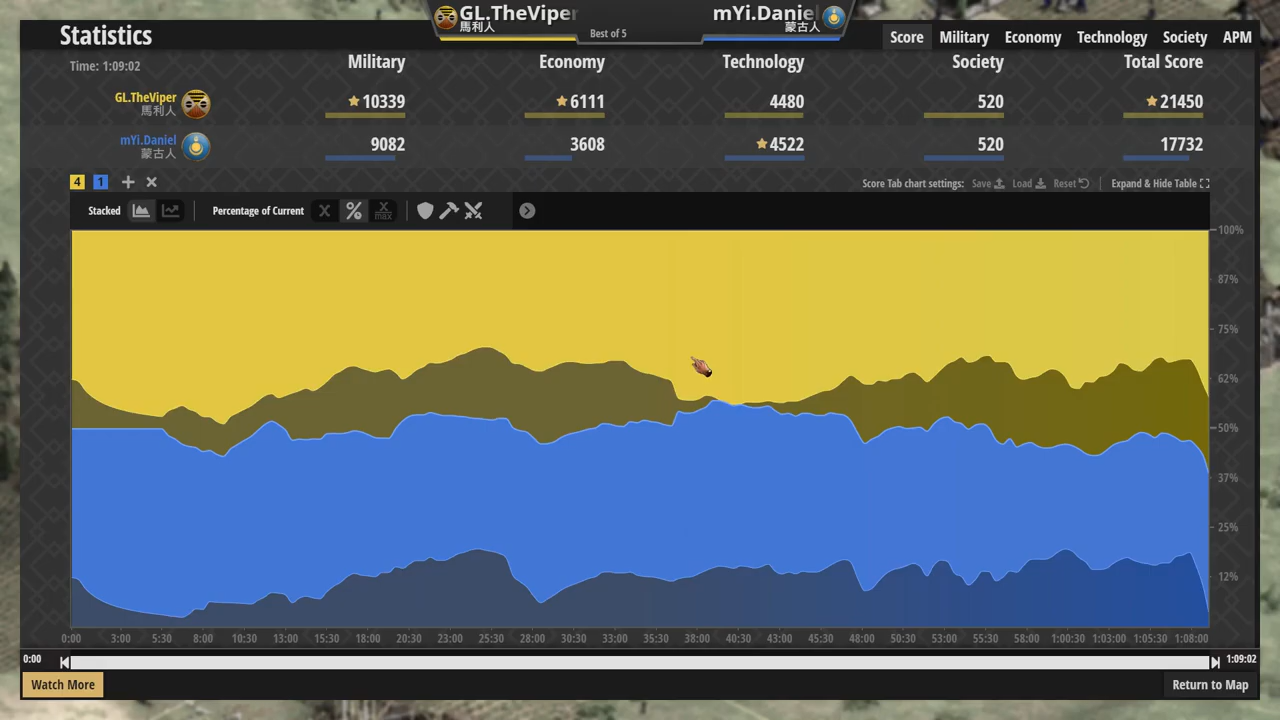 GL.TheViper
馬利人
Best of 5
mYi.Daniel
蒙古人
Statistics
Score Military Economy Technology Society APM
Time: 1:09:02
Military Economy Technology Society Total Score
GL.TheViper
馬利人
10339 6111 4480 520 21450
mYi.Daniel
蒙古人
9082 3608 4522 520 17732
4 1
Score Tab chart settings: Save Load Reset Expand & Hide Table
Stacked Percentage of Current X % X max
100%
87%
75%
62%
50%
37%
25%
12%
0:00 3:00 5:30 8:00 10:30 13:00 15:30 18:00 20:30 23:00 25:30 28:00 30:30 33:00 35:30 38:00 40:30 43:00 45:30 48:00 50:30 53:00 55:30 58:00 1:00:30 1:03:00 1:05:30 1:08:00
0:00 1:09:02
Watch More Return to Map